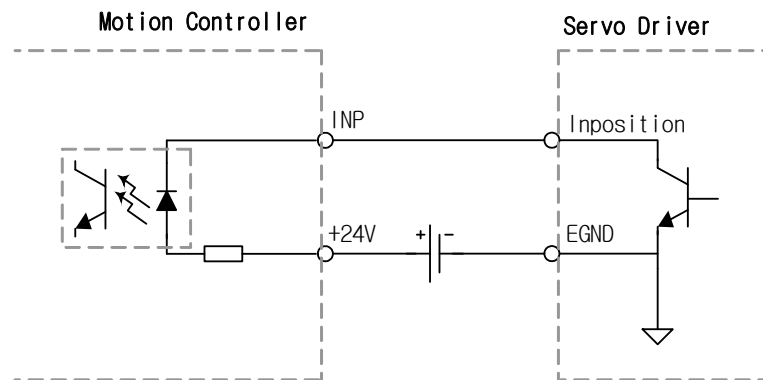 Motion Controller
Servo Driver
INP
Inposition
+24V
+ -
EGND